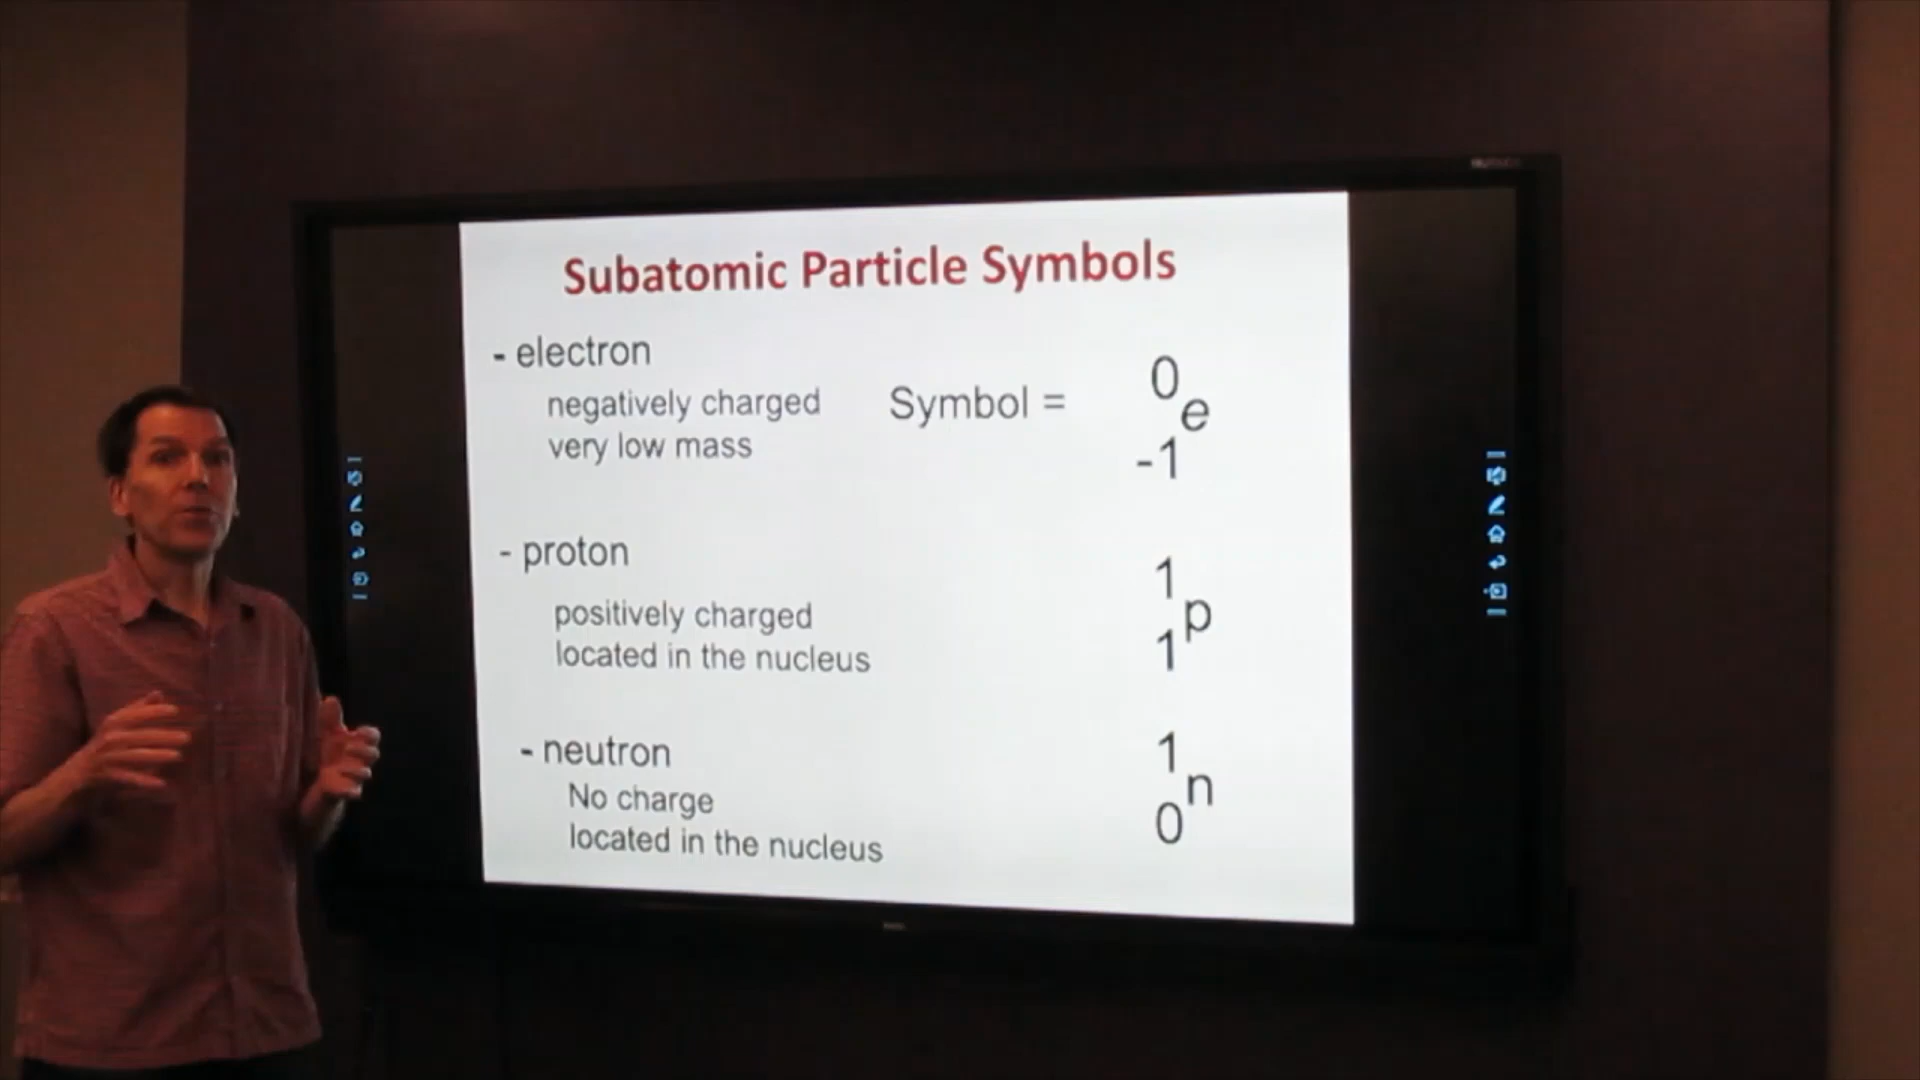 Subatomic Particle Symbols
- electron
negatively charged
very low mass
Symbol =
0
e
-1
- proton
positively charged
located in the nucleus
1
p
1
- neutron
No charge
located in the nucleus
1
n
0